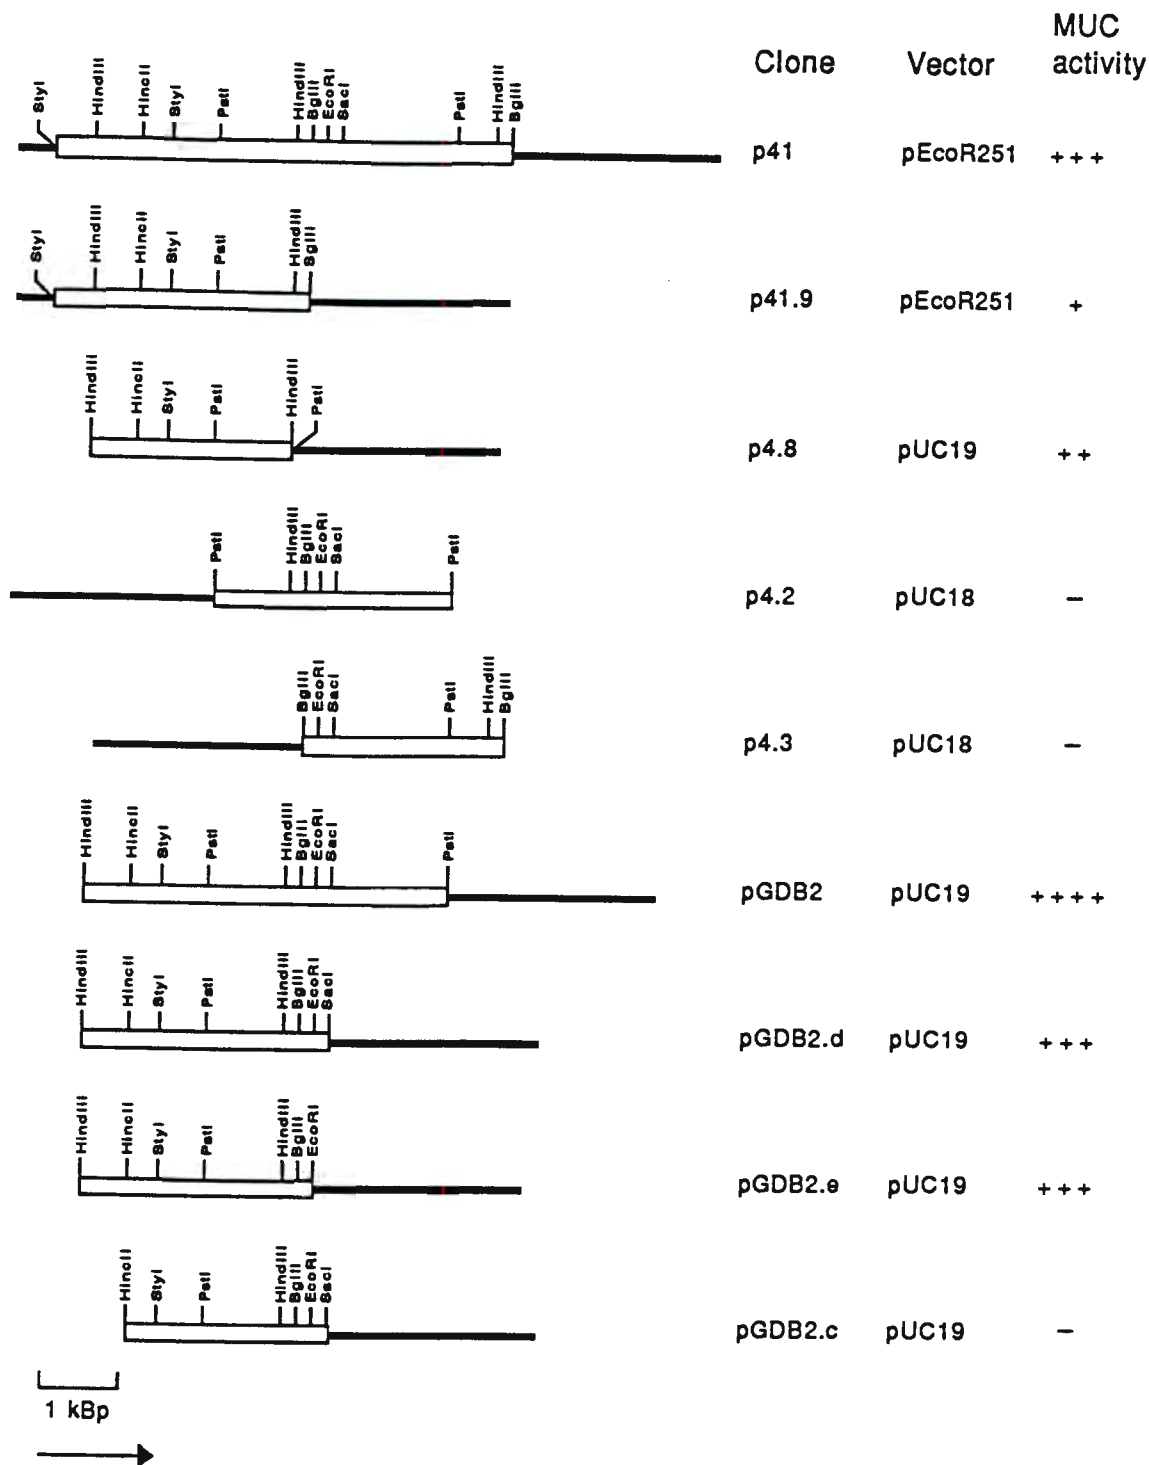 Clone Vector MUC activity
StyI HindIII HincII StyI PstI HindIII BglII EcoRI SacI PstI HindIII BglII
p41 pEcoR251 +++
StyI HindIII HincII StyI PstI HindIII BglII
p41.9 pEcoR251 +
HindIII HincII StyI PstI HindIII PstI
p4.8 pUC19 ++
PstI HindIII BglII EcoRI SacI PstI
p4.2 pUC18 −
BglII EcoRI SacI PstI HindIII BglII
p4.3 pUC18 −
HindIII HincII StyI PstI HindIII BglII EcoRI SacI PstI
pGDB2 pUC19 ++++
HindIII HincII StyI PstI HindIII BglII EcoRI SacI
pGDB2.d pUC19 +++
HindIII HincII StyI PstI HindIII BglII EcoRI
pGDB2.e pUC19 +++
HincII StyI PstI HindIII BglII EcoRI SacI
pGDB2.c pUC19 −
1 kBp